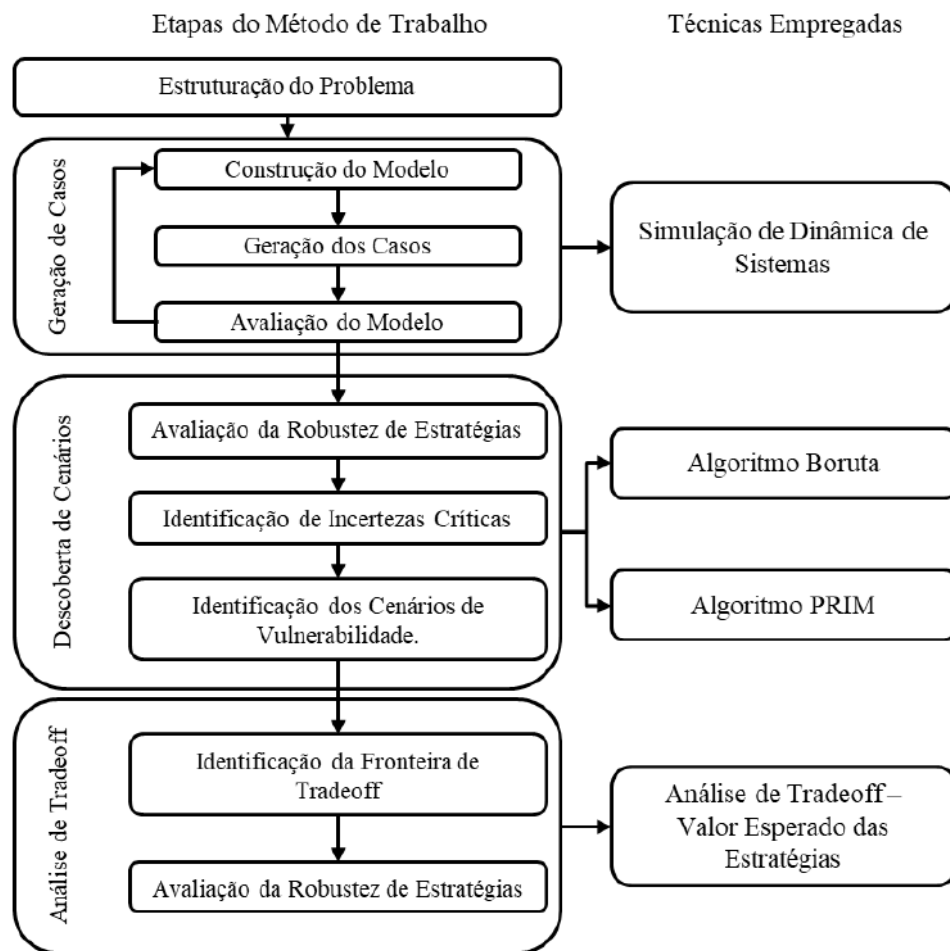 Etapas do Método de Trabalho
Técnicas Empregadas
Estruturação do Problema
Geração de Casos
Construção do Modelo
Geração dos Casos
Avaliação do Modelo
Simulação de Dinâmica de
Sistemas
Descoberta de Cenários
Avaliação da Robustez de Estratégias
Identificação de Incertezas Críticas
Identificação dos Cenários de
Vulnerabilidade.
Algoritmo Boruta
Algoritmo PRIM
Análise de Tradeoff
Identificação da Fronteira de
Tradeoff
Avaliação da Robustez de Estratégias
Análise de Tradeoff –
Valor Esperado das
Estratégias